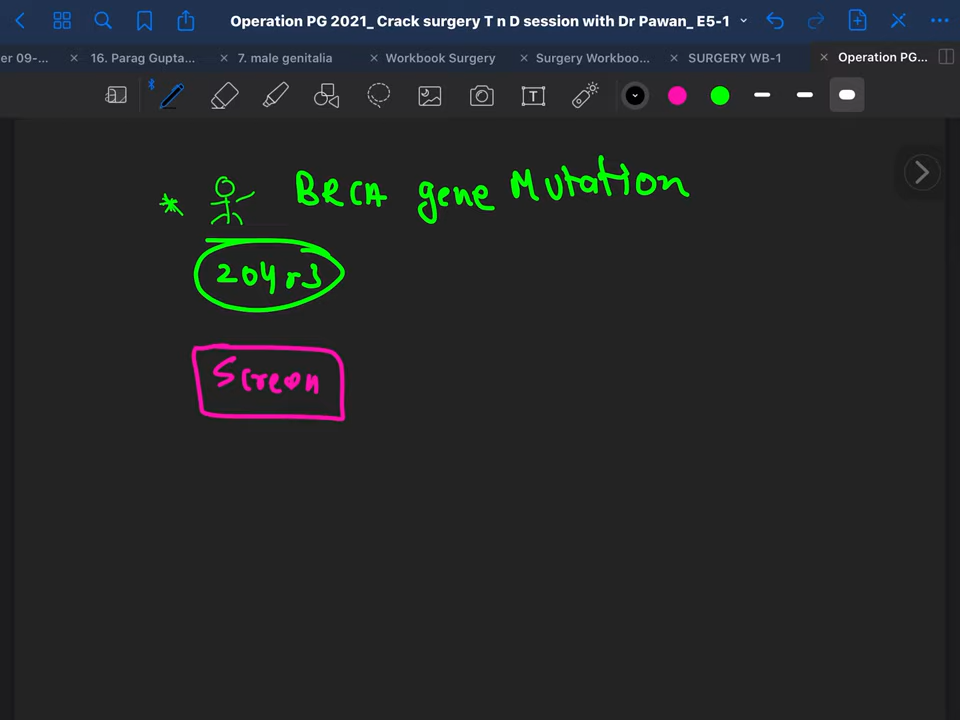 Operation PG 2021_ Crack surgery T n D session with Dr Pawan_ E5-1
er 09-... 16. Parag Gupta... 7. male genitalia Workbook Surgery Surgery Workboo... SURGERY WB-1 Operation PG...
T
* BRCA gene Mutation
20yrs
Screen